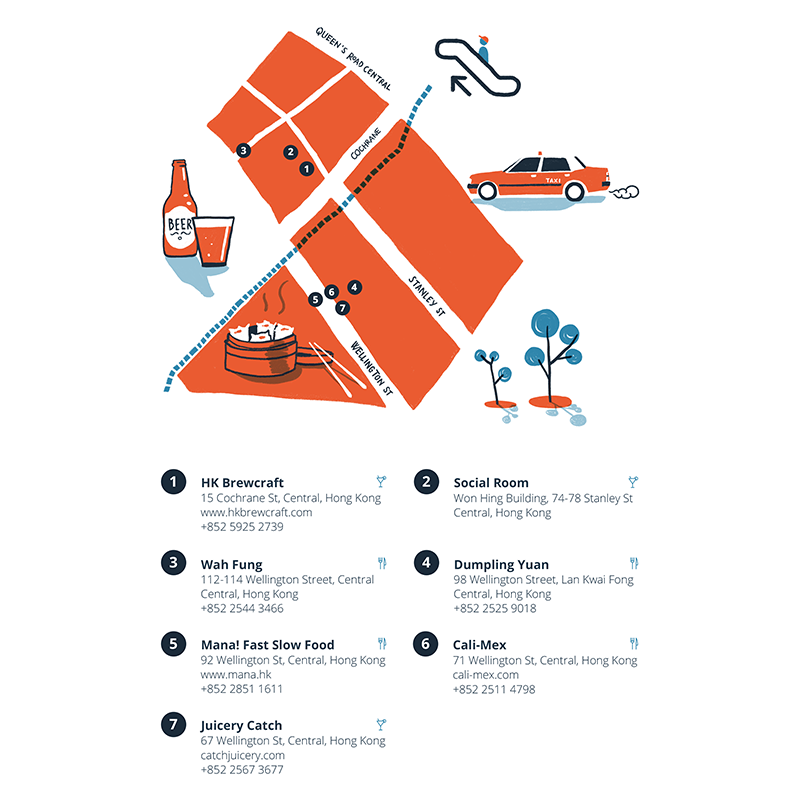 QUEEN'S ROAD CENTRAL
COCHRANE
3
2
1
TAXI
BEER
STANLEY ST
4
6
5
7
WELLINGTON ST
1
HK Brewcraft
15 Cochrane St, Central, Hong Kong
www.hkbrewcraft.com
+852 5925 2739
2
Social Room
Won Hing Building, 74-78 Stanley St
Central, Hong Kong
3
Wah Fung
112-114 Wellington Street, Central
Central, Hong Kong
+852 2544 3466
4
Dumpling Yuan
98 Wellington Street, Lan Kwai Fong
Central, Hong Kong
+852 2525 9018
5
Mana! Fast Slow Food
92 Wellington St, Central, Hong Kong
www.mana.hk
+852 2851 1611
6
Cali-Mex
71 Wellington St, Central, Hong Kong
cali-mex.com
+852 2511 4798
7
Juicery Catch
67 Wellington St, Central, Hong Kong
catchjuicery.com
+852 2567 3677